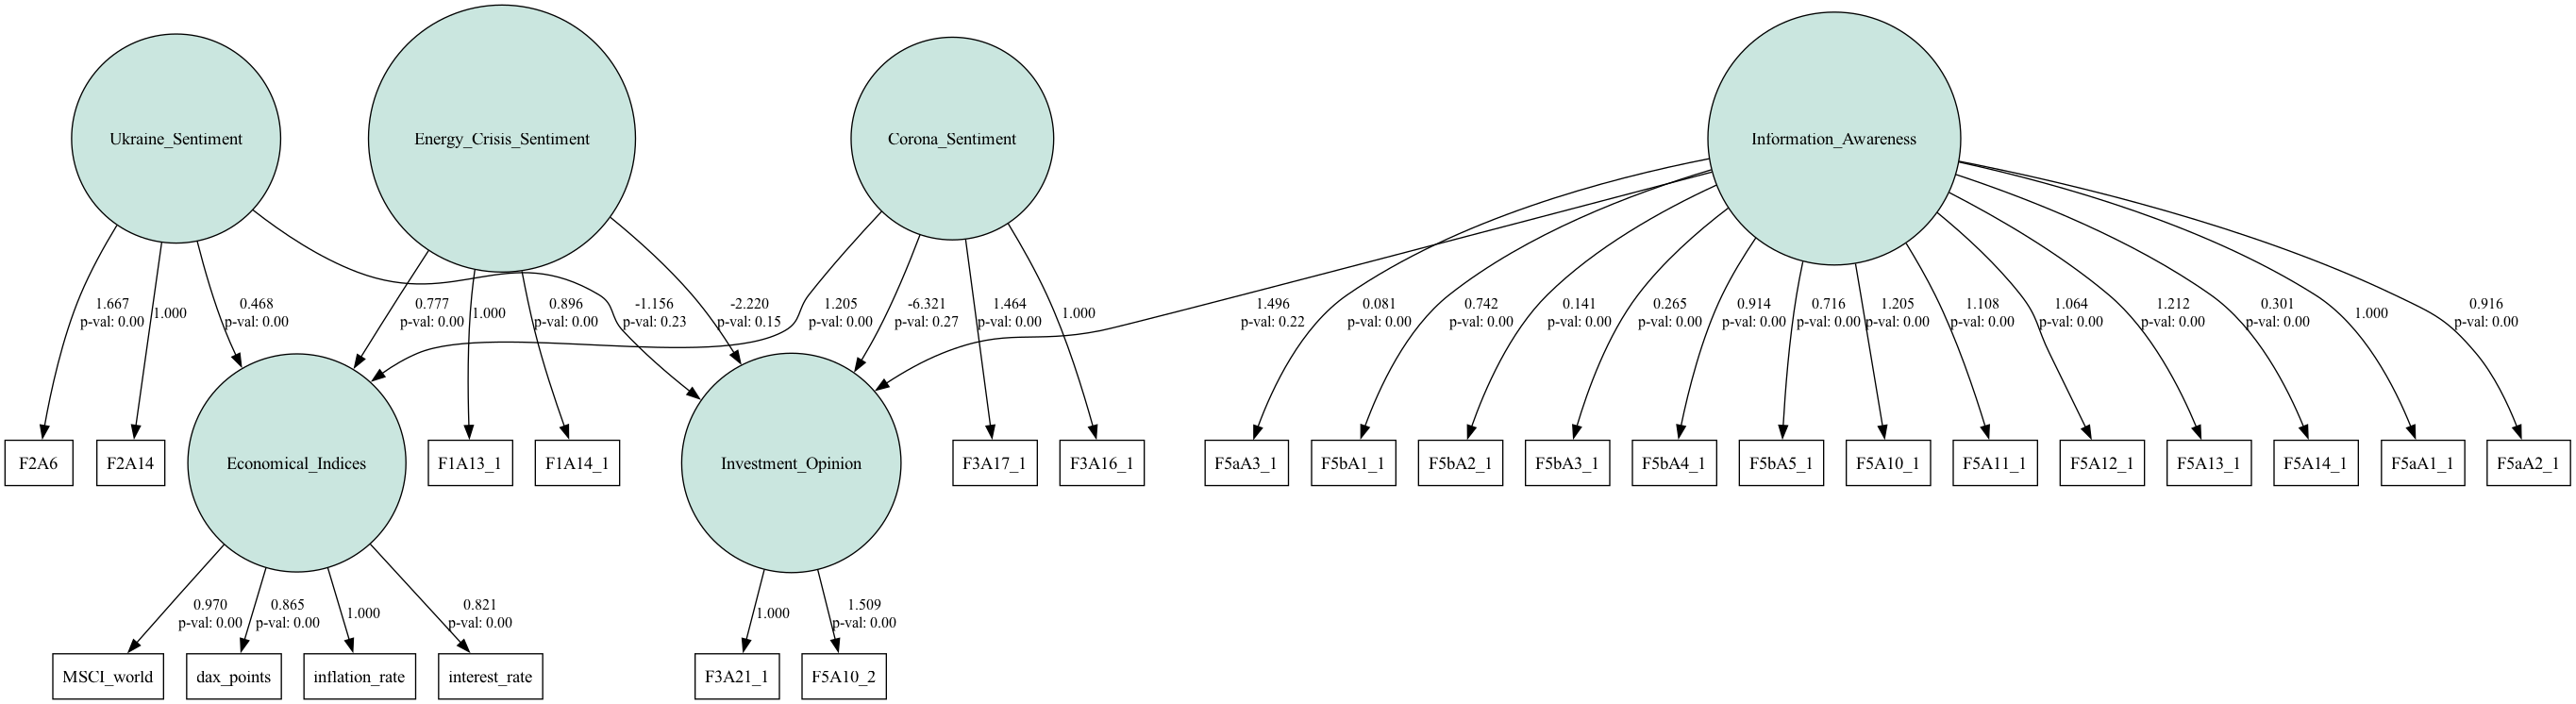 Ukraine_Sentiment
Energy_Crisis_Sentiment
Corona_Sentiment
Information_Awareness
1.667
p-val: 0.00
1.000
0.468
p-val: 0.00
0.777
p-val: 0.00
1.000
0.896
p-val: 0.00
-1.156
p-val: 0.23
-2.220
p-val: 0.15
1.205
p-val: 0.00
-6.321
p-val: 0.27
1.464
p-val: 0.00
1.000
1.496
p-val: 0.22
0.081
p-val: 0.00
0.742
p-val: 0.00
0.141
p-val: 0.00
0.265
p-val: 0.00
0.914
p-val: 0.00
0.716
p-val: 0.00
1.205
p-val: 0.00
1.108
p-val: 0.00
1.064
p-val: 0.00
1.212
p-val: 0.00
0.301
p-val: 0.00
1.000
0.916
p-val: 0.00
F2A6
F2A14
Economical_Indices
F1A13_1
F1A14_1
Investment_Opinion
F3A17_1
F3A16_1
F5aA3_1
F5bA1_1
F5bA2_1
F5bA3_1
F5bA4_1
F5bA5_1
F5A10_1
F5A11_1
F5A12_1
F5A13_1
F5A14_1
F5aA1_1
F5aA2_1
0.970
p-val: 0.00
0.865
p-val: 0.00
1.000
0.821
p-val: 0.00
1.000
1.509
p-val: 0.00
MSCI_world
dax_points
inflation_rate
interest_rate
F3A21_1
F5A10_2